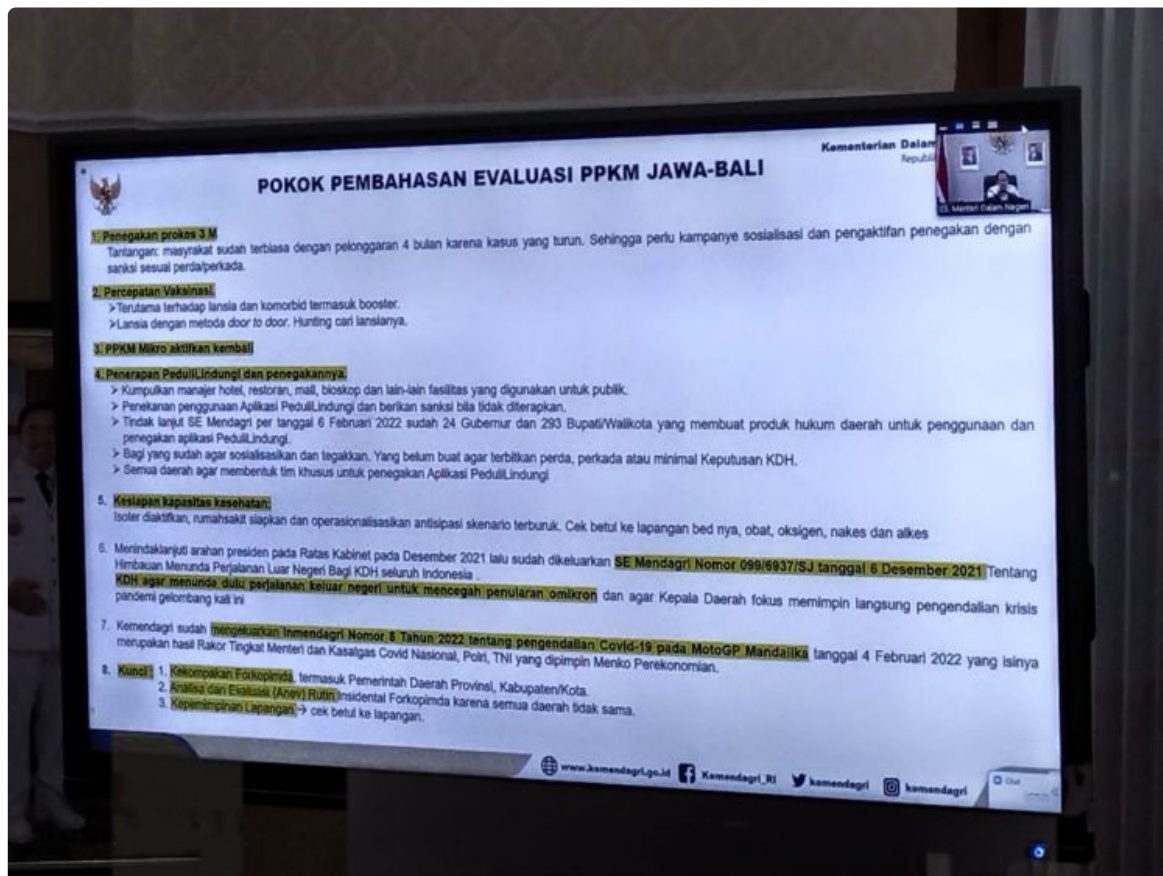 Kementerian Dalam
Republi
POKOK PEMBAHASAN EVALUASI PPKM JAWA-BALI
CS. Menteri Dalam Negeri
1. Penegakan prokes 3 M
Tantangan: masyrakat sudah terbiasa dengan pelonggaran 4 bulan karena kasus yang turun. Sehingga perlu kampanye sosialisasi dan pengaktifan penegakan dengan
sanksi sesuai perda/perkada.
2. Percepatan Vaksinasi.
>Terutama terhadap lansia dan komorbid termasuk booster.
>Lansia dengan metoda door to door. Hunting cari lansianya.
3. PPKM Mikro aktifkan kembali
4. Penerapan PeduliLindungi dan penegakannya.
> Kumpulkan manajer hotel, restoran, mall, bioskop dan lain-lain fasilitas yang digunakan untuk publik.
> Penekanan penggunaan Aplikasi PeduliLindungi dan berikan sanksi bila tidak diterapkan.
> Tindak lanjut SE Mendagri per tanggal 6 Februari 2022 sudah 24 Gubernur dan 293 Bupati/Walikota yang membuat produk hukum daerah untuk penggunaan dan
penegakan aplikasi PeduliLindungi.
> Bagi yang sudah agar sosialisasikan dan tegakkan. Yang belum buat agar terbitkan perda, perkada atau minimal Keputusan KDH.
> Semua daerah agar membentuk tim khusus untuk penegakan Aplikasi PeduliLindungi
5. Kesiapan kapasitas kesehatan;
Isoter diaktifkan, rumahsakit siapkan dan operasionalisasikan antisipasi skenario terburuk. Cek betul ke lapangan bed nya, obat, oksigen, nakes dan alkes
6. Menindaklanjuti arahan presiden pada Ratas Kabinet pada Desember 2021 lalu sudah dikeluarkan SE Mendagri Nomor 099/6937/SJ tanggal 6 Desember 2021 Tentang
Himbauan Menunda Perjalanan Luar Negeri Bagi KDH seluruh Indonesia .
KDH agar menunda dulu perjalanan keluar negeri untuk mencegah penularan omikron dan agar Kepala Daerah fokus memimpin langsung pengendalian krisis
pandemi gelombang kali ini
7. Kemendagri sudah mengeluarkan Inmendagri Nomor 8 Tahun 2022 tentang pengendalian Covid-19 pada MotoGP Mandalika tanggal 4 Februari 2022 yang isinya
merupakan hasil Rakor Tingkat Menteri dan Kasatgas Covid Nasional, Polri, TNI yang dipimpin Menko Perekonomian.
8. Kunci : 1. Kekompakan Forkopimda, termasuk Pemerintah Daerah Provinsi, Kabupaten/Kota.
2. Analisa dan Evaluasi (Anev) Rutin Insidental Forkopimda karena semua daerah tidak sama.
3. Kepemimpinan Lapangan → cek betul ke lapangan.
www.kemendagri.go.id Kemendagri_RI kemendagri kemendagri
Chat